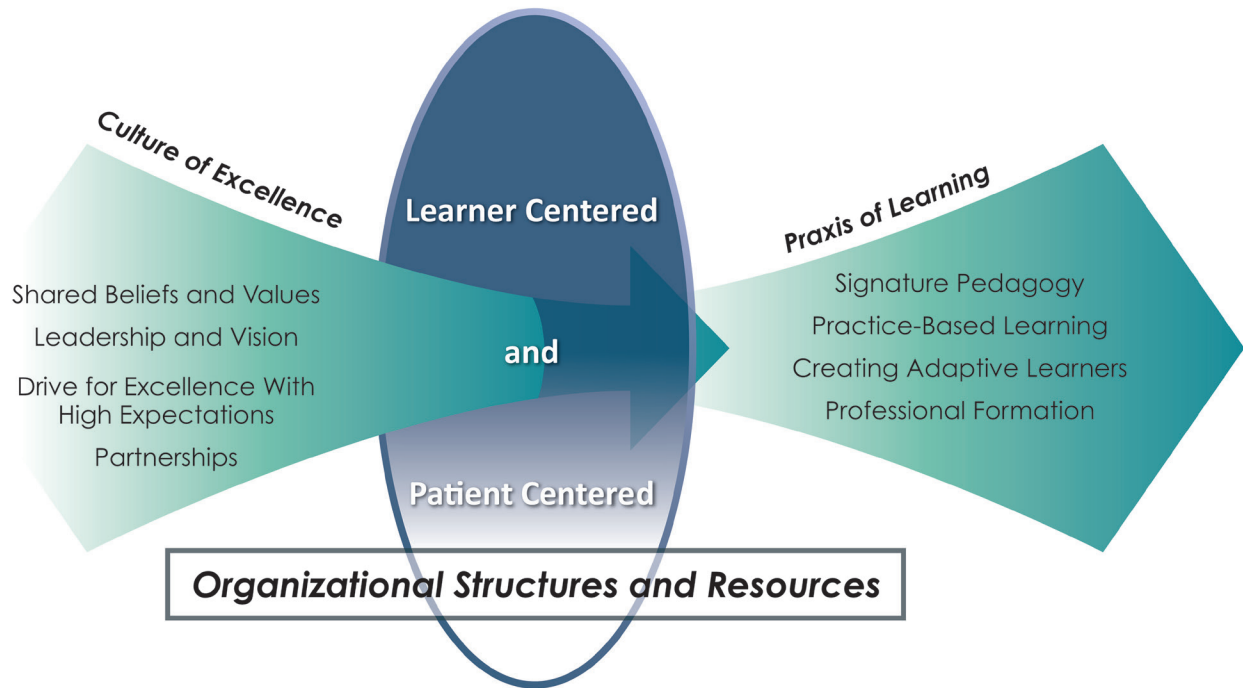 Culture of Excellence
Shared Beliefs and Values
Leadership and Vision
Drive for Excellence With
High Expectations
Partnerships
Learner Centered
and
Patient Centered
Praxis of Learning
Signature Pedagogy
Practice-Based Learning
Creating Adaptive Learners
Professional Formation
Organizational Structures and Resources